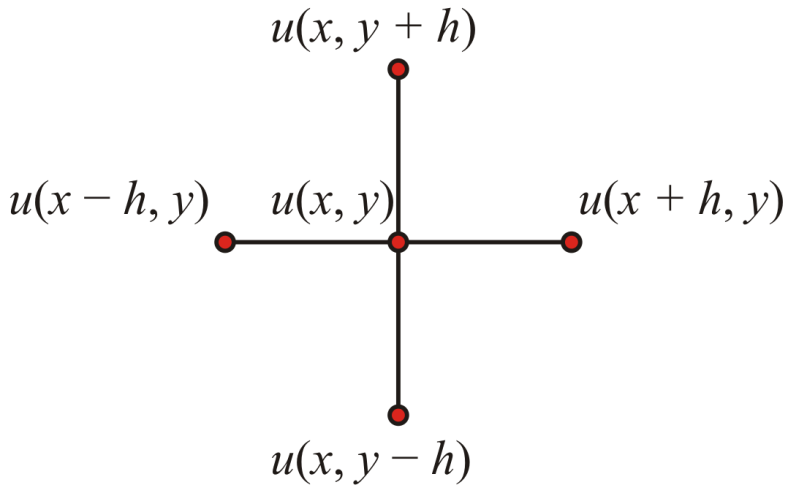 u(x, y + h)
u(x − h, y) u(x, y) u(x + h, y)
u(x, y − h)